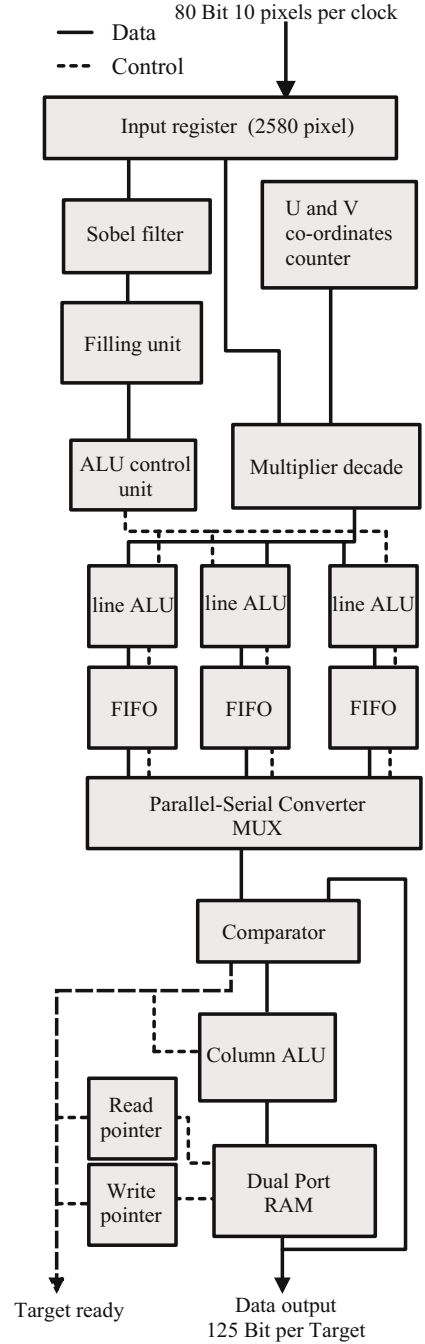 80 Bit 10 pixels per clock
Data
Control
Input register (2580 pixel)
Sobel filter
U and V
co-ordinates
counter
Filling unit
ALU control
unit
Multiplier decade
line ALU
line ALU
line ALU
FIFO
FIFO
FIFO
Parallel-Serial Converter
MUX
Comparator
Column ALU
Read
pointer
Write
pointer
Dual Port
RAM
Target ready
Data output
125 Bit per Target